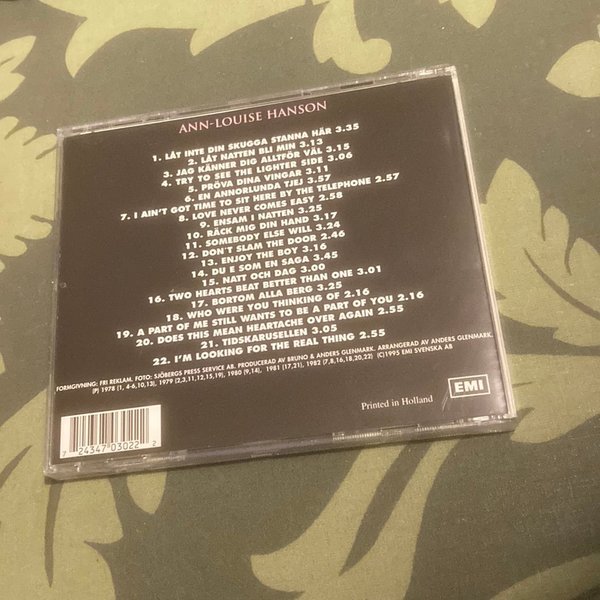 ANN-LOUISE HANSON
1. LÅT INTE DIN SKUGGA STANNA HÄR 3.35
2. LÅT NATTEN BLI MIN 3.13
3. JAG KÄNNER DIG ALLTFÖR VÄL 3.15
4. TRY TO SEE THE LIGHTER SIDE 3.06
5. PRÖVA DINA VINGAR 3.11
6. EN ANNORLUNDA TJEJ 3.57
7. I AIN'T GOT TIME TO SIT HERE BY THE TELEPHONE 2.57
8. LOVE NEVER COMES EASY 2.58
9. ENSAM I NATTEN 3.25
10. RÄCK MIG DIN HAND 3.17
11. SOMEBODY ELSE WILL 3.24
12. DON'T SLAM THE DOOR 2.46
13. ENJOY THE BOY 3.16
14. DU E SOM EN SAGA 3.45
15. NATT OCH DAG 3.00
16. TWO HEARTS BEAT BETTER THAN ONE 3.01
17. BORTOM ALLA BERG 3.25
18. WHO WERE YOU THINKING OF 2.16
19. A PART OF ME STILL WANTS TO BE A PART OF YOU 2.16
20. DOES THIS MEAN HEARTACHE OVER AGAIN 2.55
21. TIDSKARUSELLEN 3.05
22. I'M LOOKING FOR THE REAL THING 2.55
FORMGIVNING: FRI REKLAM. FOTO: SJÖBERGS PRESS SERVICE AB. PRODUCERAD AV BRUNO & ANDERS GLENMARK. ARRANGERAD AV ANDERS GLENMARK.
(P) 1978 (1, 4-6,10,13), 1979 (2,3,11,12,15,19), 1980 (9,14), 1981 (17,21), 1982 (7,8,16,18,20,22) (C)1995 EMI SVENSKA AB
EMI
Printed in Holland
7 24347 03022 2